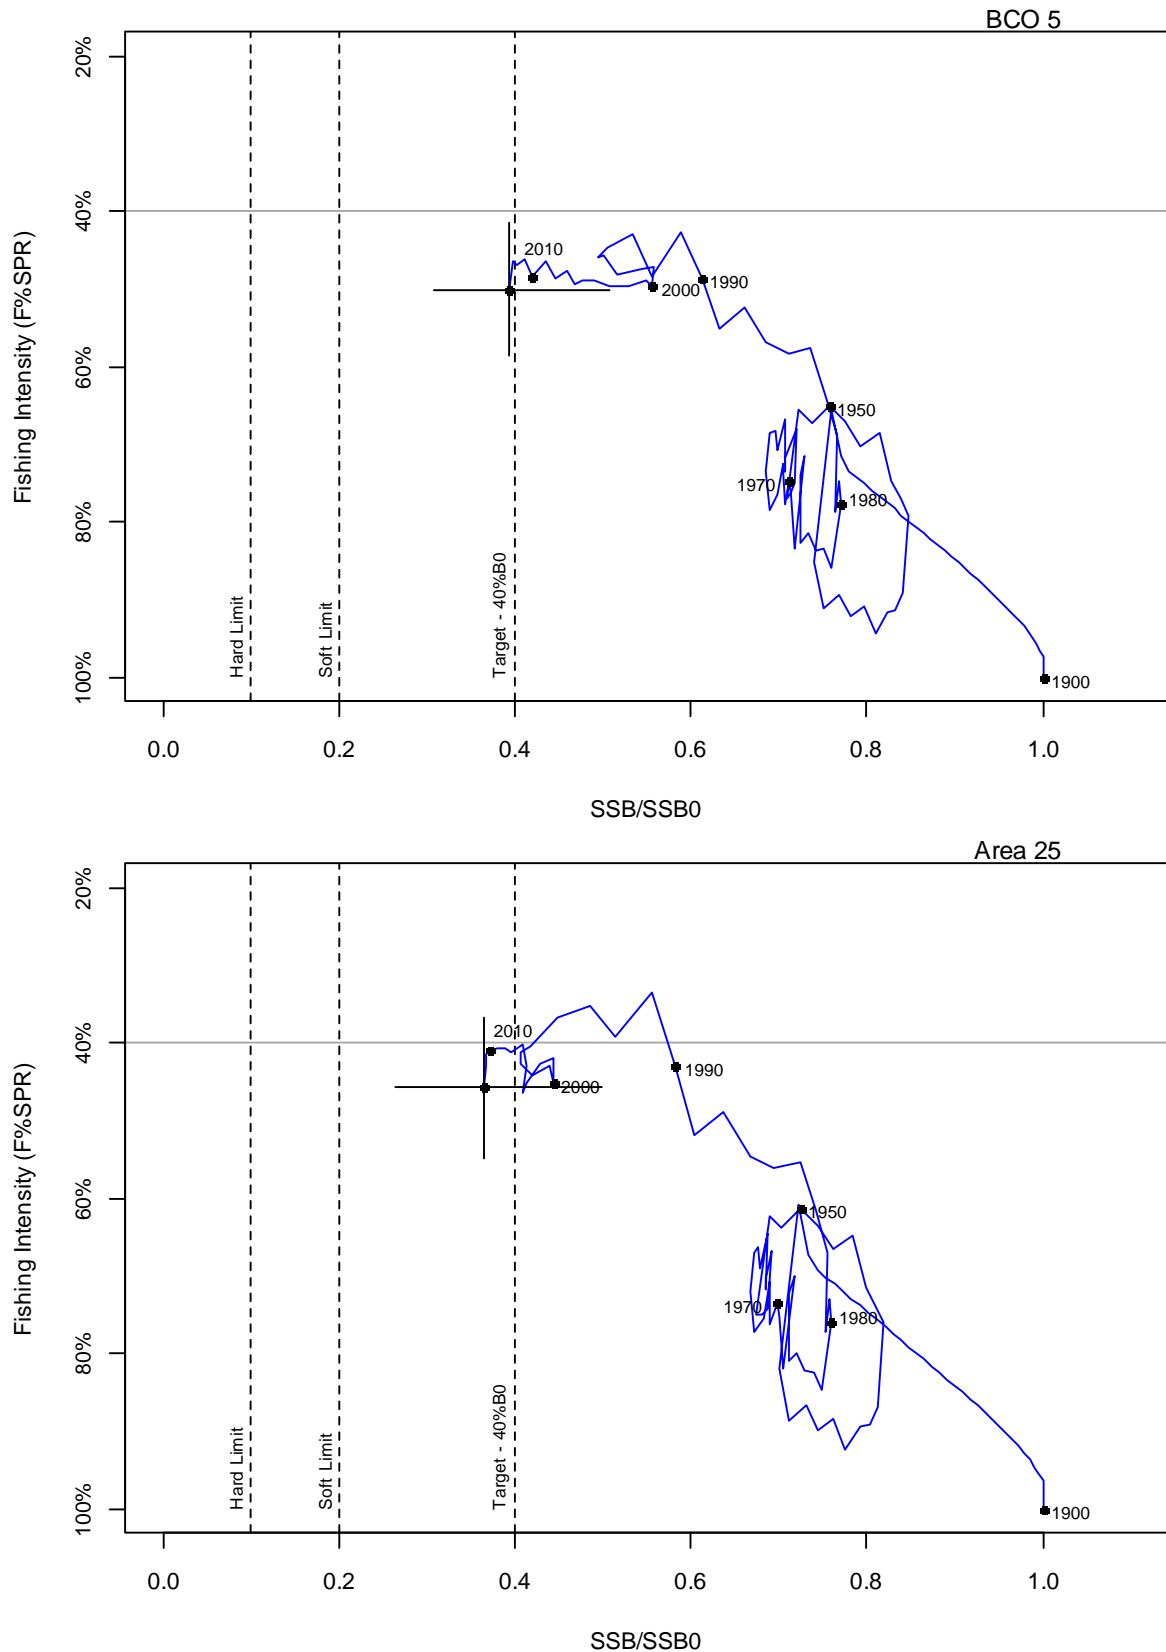 BCO 5
20%
40%
60%
80%
100%
Fishing Intensity (F%SPR)
Hard Limit
Soft Limit
Target - 40%B0
2010
2000
1990
1950
1970
1980
1900
0.0 0.2 0.4 0.6 0.8 1.0
SSB/SSB0
Area 25
20%
40%
60%
80%
100%
Fishing Intensity (F%SPR)
Hard Limit
Soft Limit
Target - 40%B0
2010
1990
2000
1950
1970
1980
1900
0.0 0.2 0.4 0.6 0.8 1.0
SSB/SSB0